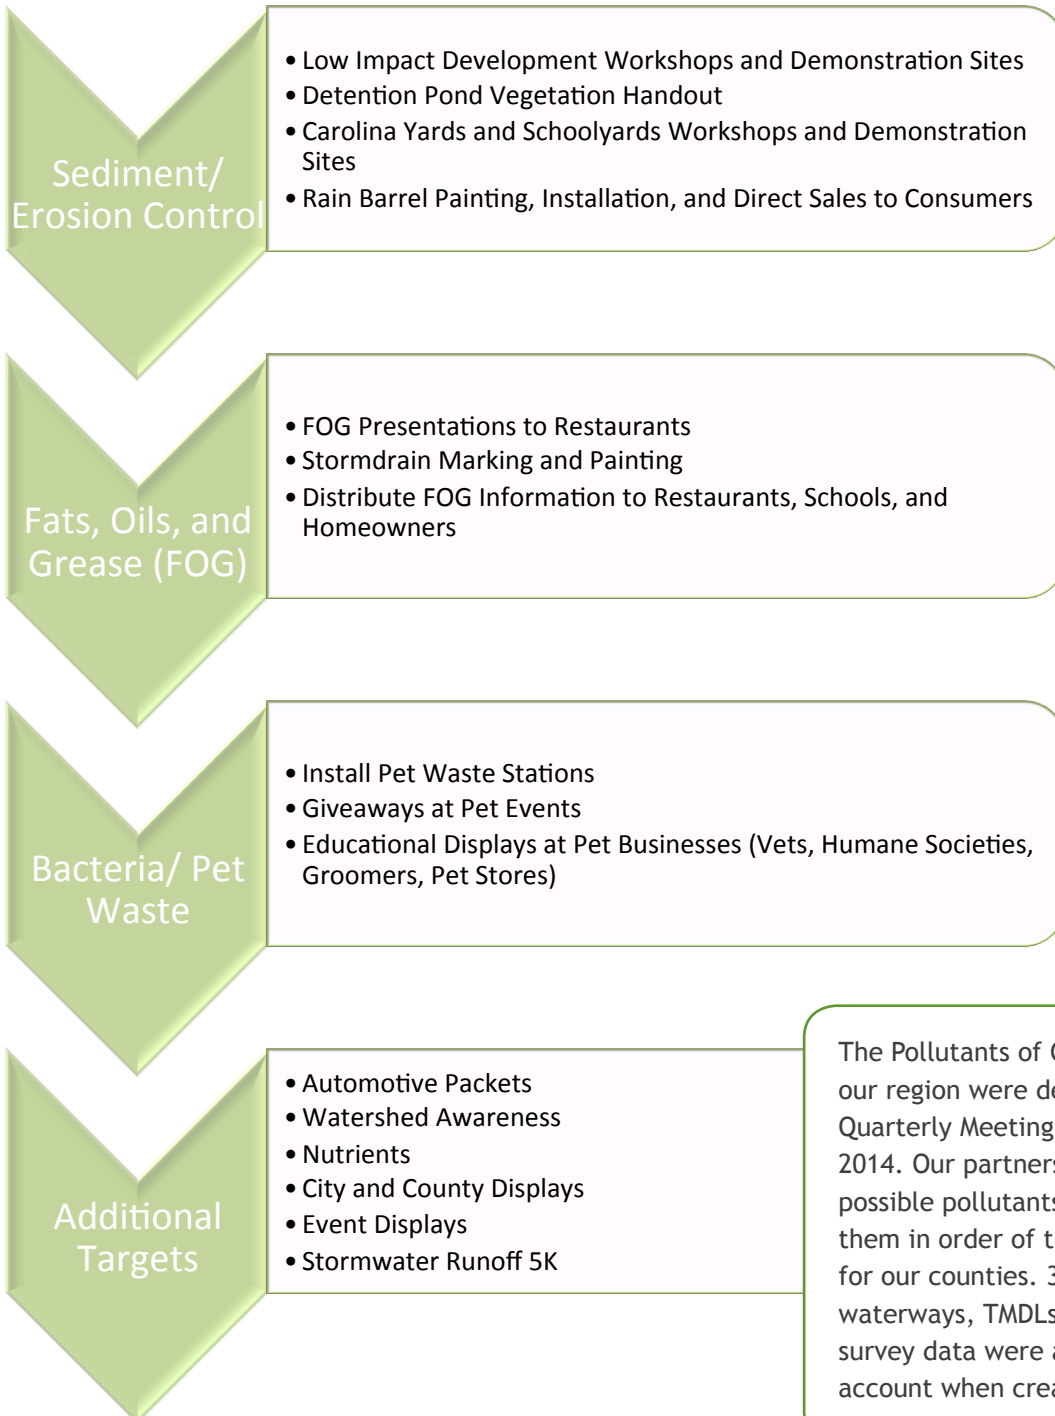 Sediment/
Erosion Control
• Low Impact Development Workshops and Demonstration Sites
• Detention Pond Vegetation Handout
• Carolina Yards and Schoolyards Workshops and Demonstration
Sites
• Rain Barrel Painting, Installation, and Direct Sales to Consumers
Fats, Oils, and
Grease (FOG)
• FOG Presentations to Restaurants
• Stormdrain Marking and Painting
• Distribute FOG Information to Restaurants, Schools, and
Homeowners
Bacteria/ Pet
Waste
• Install Pet Waste Stations
• Giveaways at Pet Events
• Educational Displays at Pet Businesses (Vets, Humane Societies,
Groomers, Pet Stores)
Additional
Targets
• Automotive Packets
• Watershed Awareness
• Nutrients
• City and County Displays
• Event Displays
• Stormwater Runoff 5K
The Pollutants of
our region were
Quarterly Meeting
2014. Our
possible
them in order of
for our counties.
waterways,
survey data were
account when